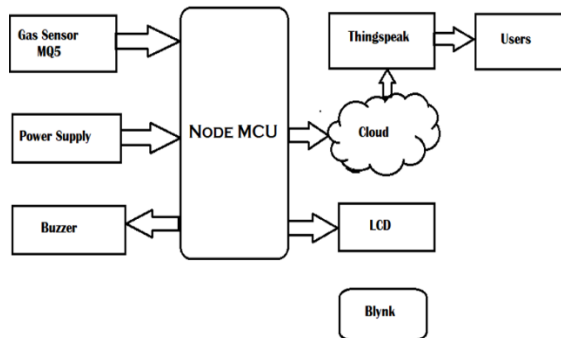 Gas Sensor
MQ5
Thingspeak
Users
Power Supply
NODE MCU
Cloud
Buzzer
LCD
Blynk